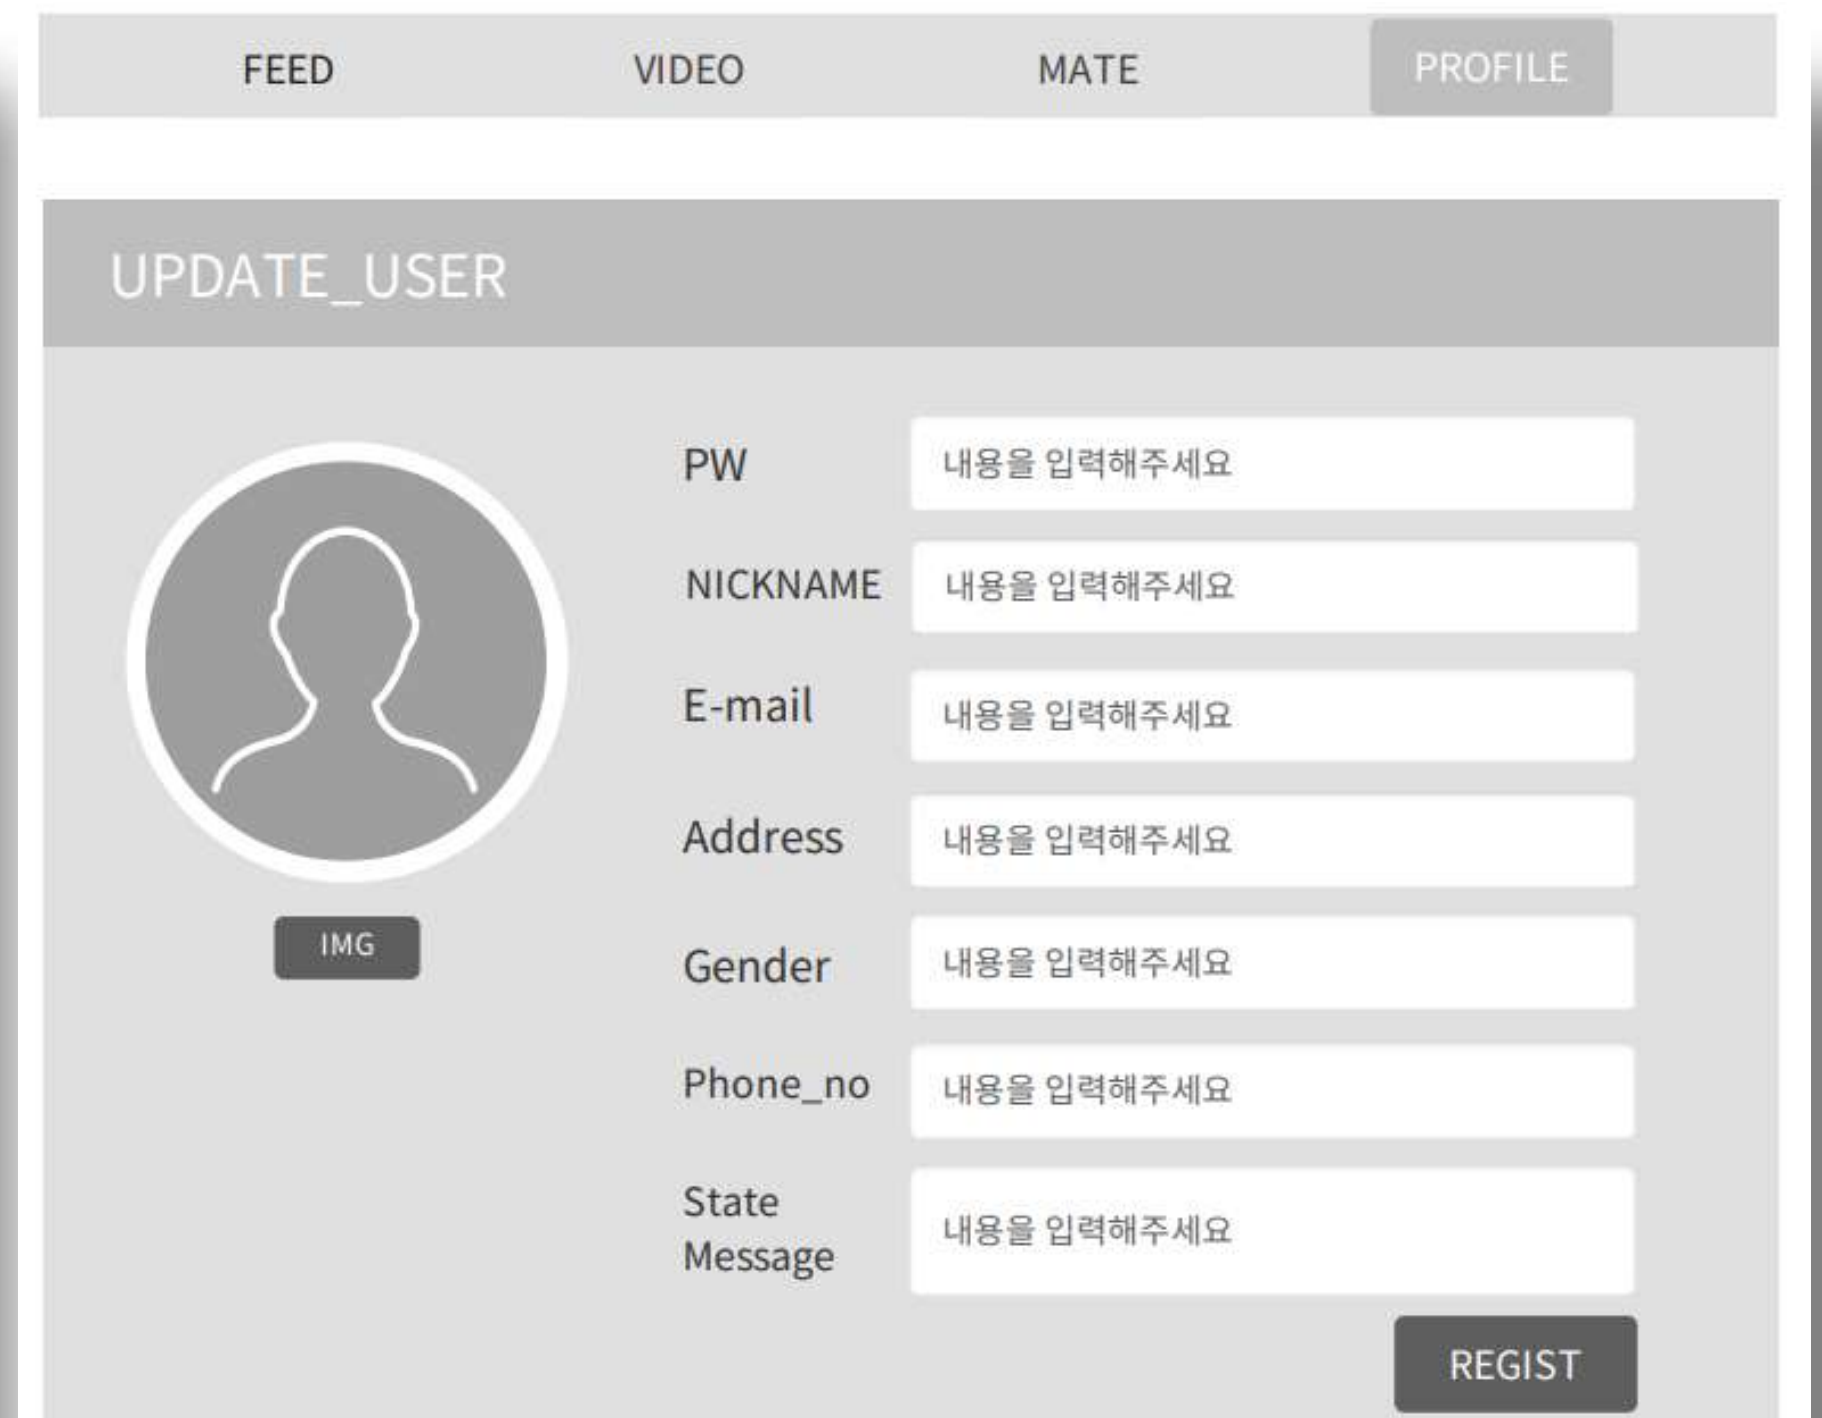 FEED VIDEO MATE PROFILE
UPDATE_USER
PW 내용을 입력해주세요
NICKNAME 내용을 입력해주세요
E-mail 내용을 입력해주세요
Address 내용을 입력해주세요
IMG
Gender 내용을 입력해주세요
Phone_no 내용을 입력해주세요
State
Message
내용을 입력해주세요
REGIST